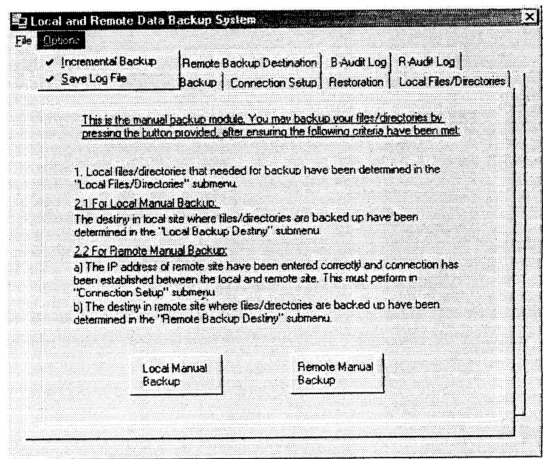 Local and Remote Data Backup System
File Options
✔ Incremental Backup
✔ Save Log File
Remote Backup Destination B-Audit Log R-Audit Log
Backup Connection Setup Restoration Local Files/Directories
This is the manual backup module. You may backup your files/directories by
pressing the button provided, after ensuring the following criteria have been met:
1. Local files/directories that needed for backup have been determined in the
"Local Files/Directories" submenu.
2.1 For Local Manual Backup:
The destiny in local site where files/directories are backed up have been
determined in the "Local Backup Destiny" submenu.
2.2 For Remote Manual Backup:
a) The IP address of remote site have been entered correctly and connection has
been established between the local and remote site. This must perform in
"Connection Setup" submenu
b) The destiny in remote site where files/directories are backed up have been
determined in the "Remote Backup Destiny" submenu.
Local Manual
Backup
Remote Manual
Backup